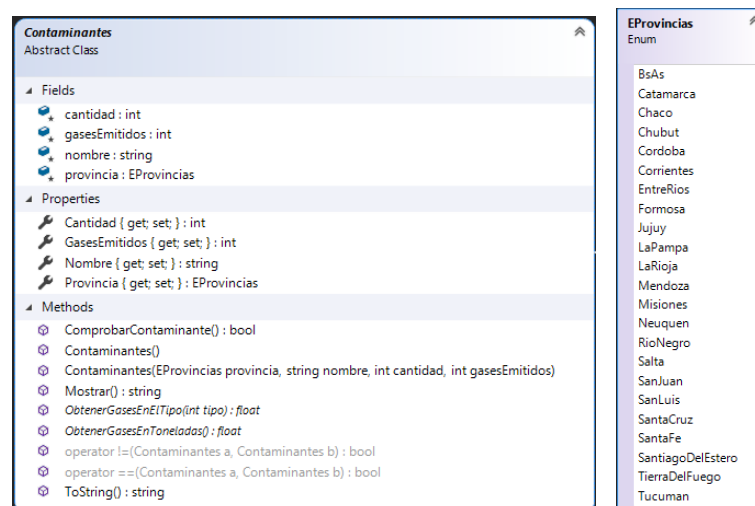 Contaminantes
Abstract Class
Fields
cantidad : int
gasesEmitidos : int
nombre : string
provincia : EProvincias
Properties
Cantidad { get; set; } : int
GasesEmitidos { get; set; } : int
Nombre { get; set; } : string
Provincia { get; set; } : EProvincias
Methods
ComprobarContaminante() : bool
Contaminantes()
Contaminantes(EProvincias provincia, string nombre, int cantidad, int gasesEmitidos)
Mostrar() : string
ObtenerGasesEnElTipo(int tipo) : float
ObtenerGasesEnToneladas() : float
operator !=(Contaminantes a, Contaminantes b) : bool
operator ==(Contaminantes a, Contaminantes b) : bool
ToString() : string
EProvincias
Enum
BsAs
Catamarca
Chaco
Chubut
Cordoba
Corrientes
EntreRios
Formosa
Jujuy
LaPampa
LaRioja
Mendoza
Misiones
Neuquen
RioNegro
Salta
SanJuan
SanLuis
SantaCruz
SantaFe
SantiagoDelEstero
TierraDelFuego
Tucuman